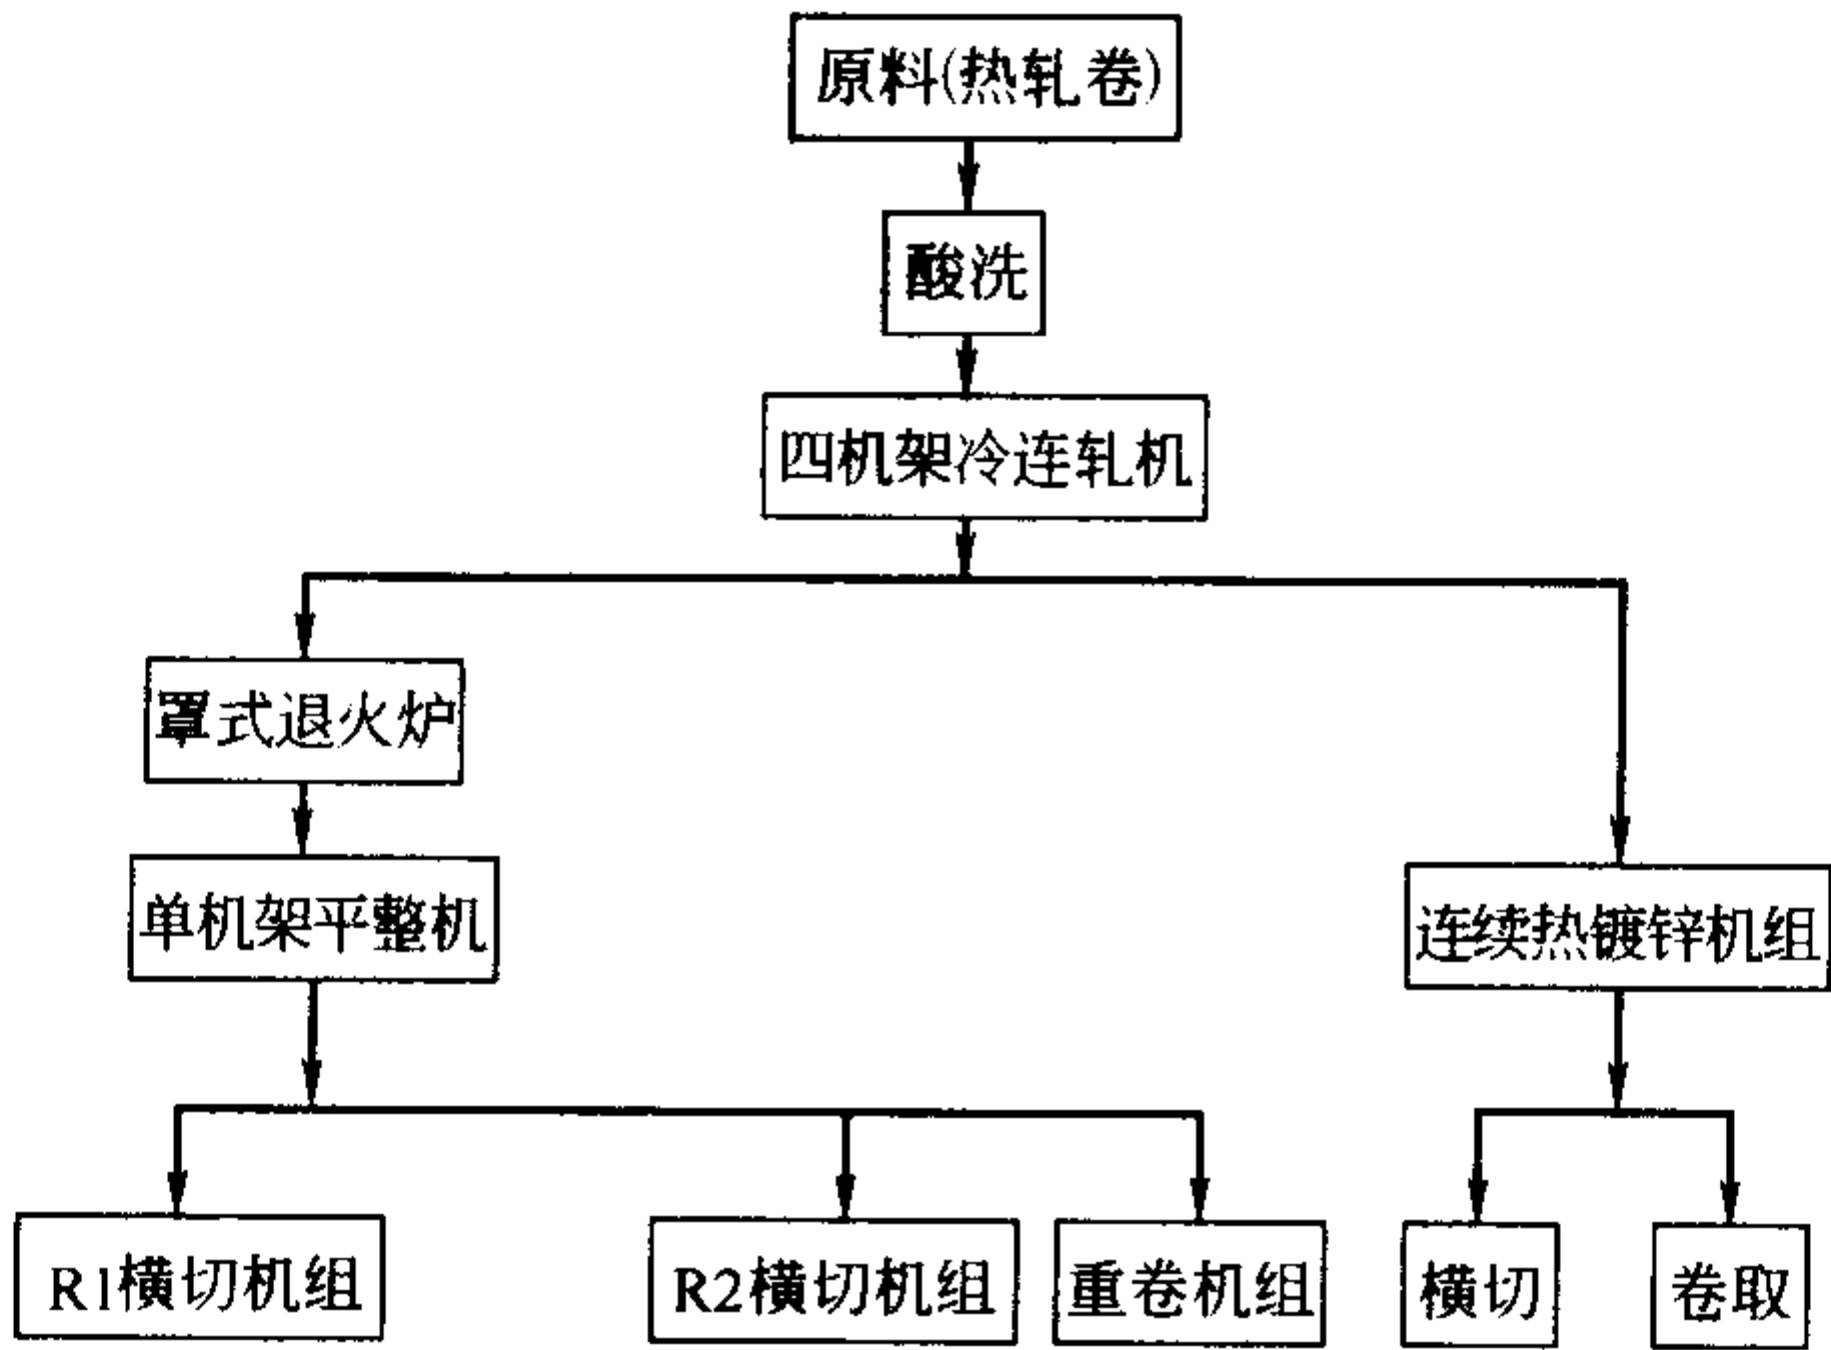 原料(热轧卷)
酸洗
四机架冷连轧机
罩式退火炉
单机架平整机
连续热镀锌机组
R1横切机组
R2横切机组
重卷机组
横切
卷取